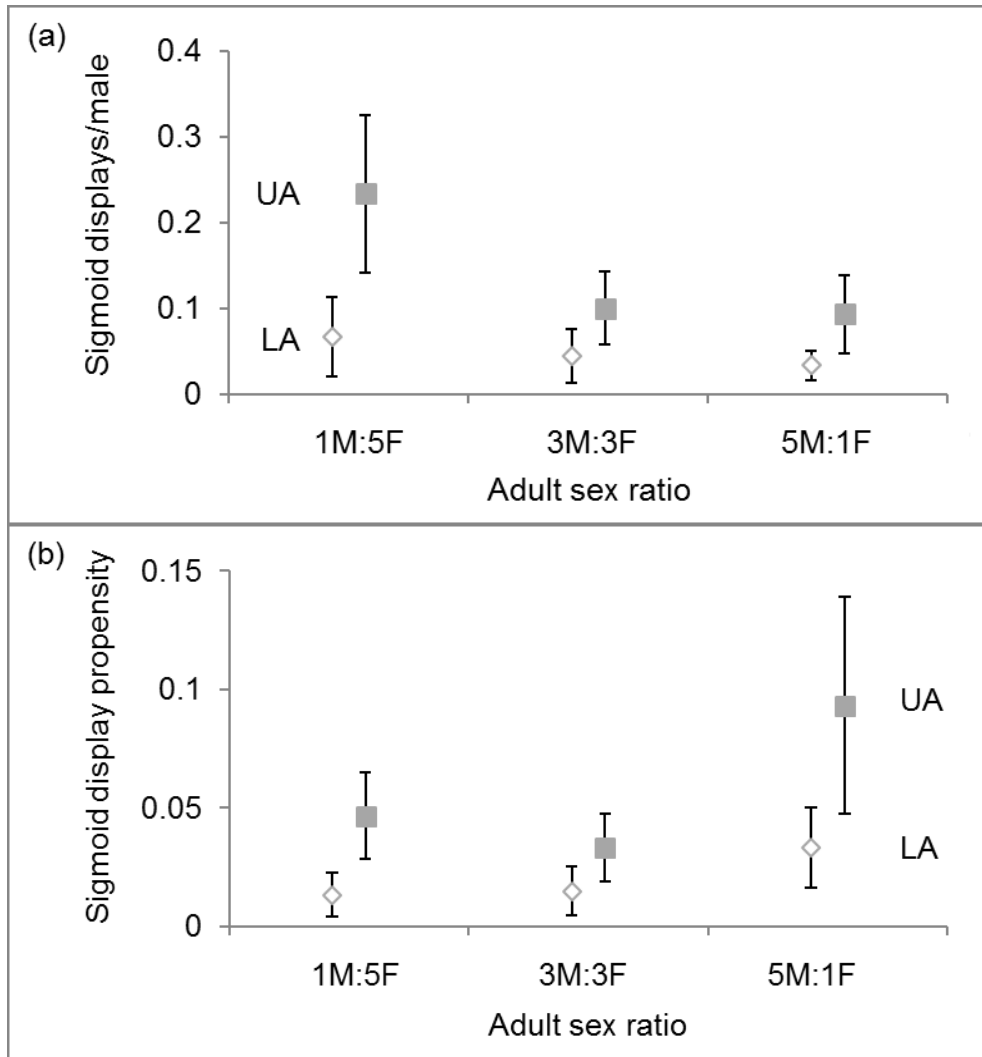 (a)
Sigmoid displays/male
0.4
0.3
0.2
0.1
0
UA
LA
1M:5F 3M:3F 5M:1F
Adult sex ratio
(b)
Sigmoid display propensity
0.15
0.1
0.05
0
UA
LA
1M:5F 3M:3F 5M:1F
Adult sex ratio